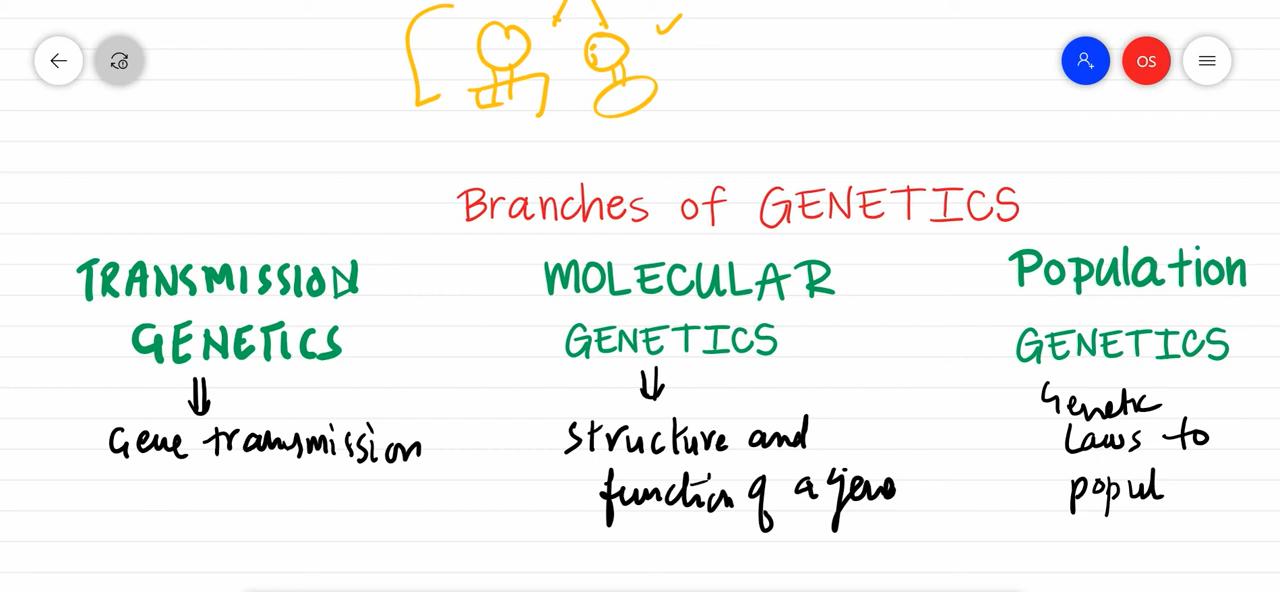 OS
Branches of GENETICS
TRANSMISSION
GENETICS
Gene transmission
MOLECULAR
GENETICS
structure and
function of a
Population
GENETICS
Genetic
Laws to
popul